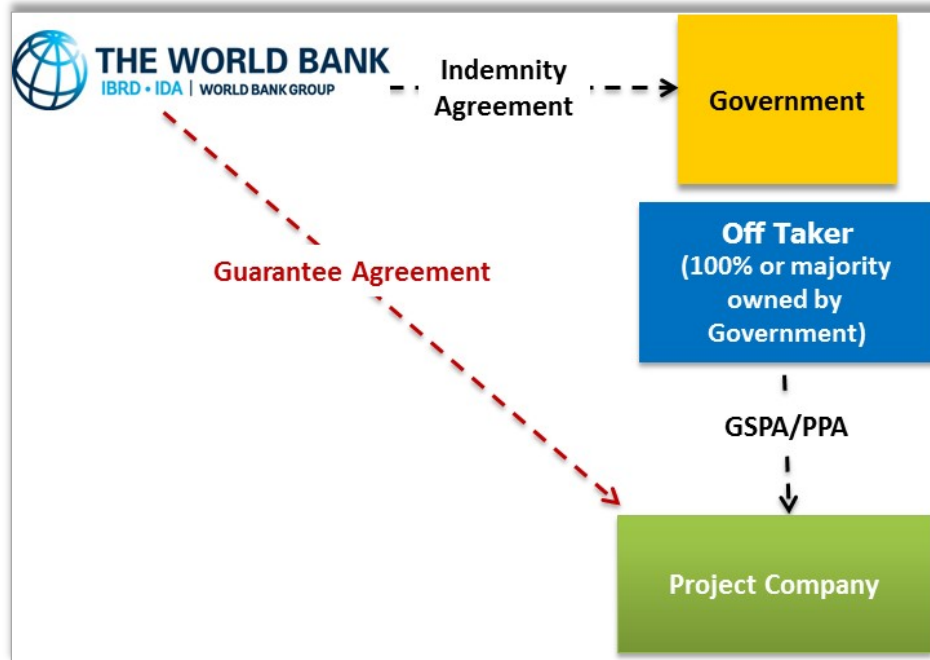 THE WORLD BANK
IBRD • IDA | WORLD BANK GROUP
Indemnity
Agreement
Government
Off Taker
(100% or majority
owned by
Government)
Guarantee Agreement
GSPA/PPA
Project Company